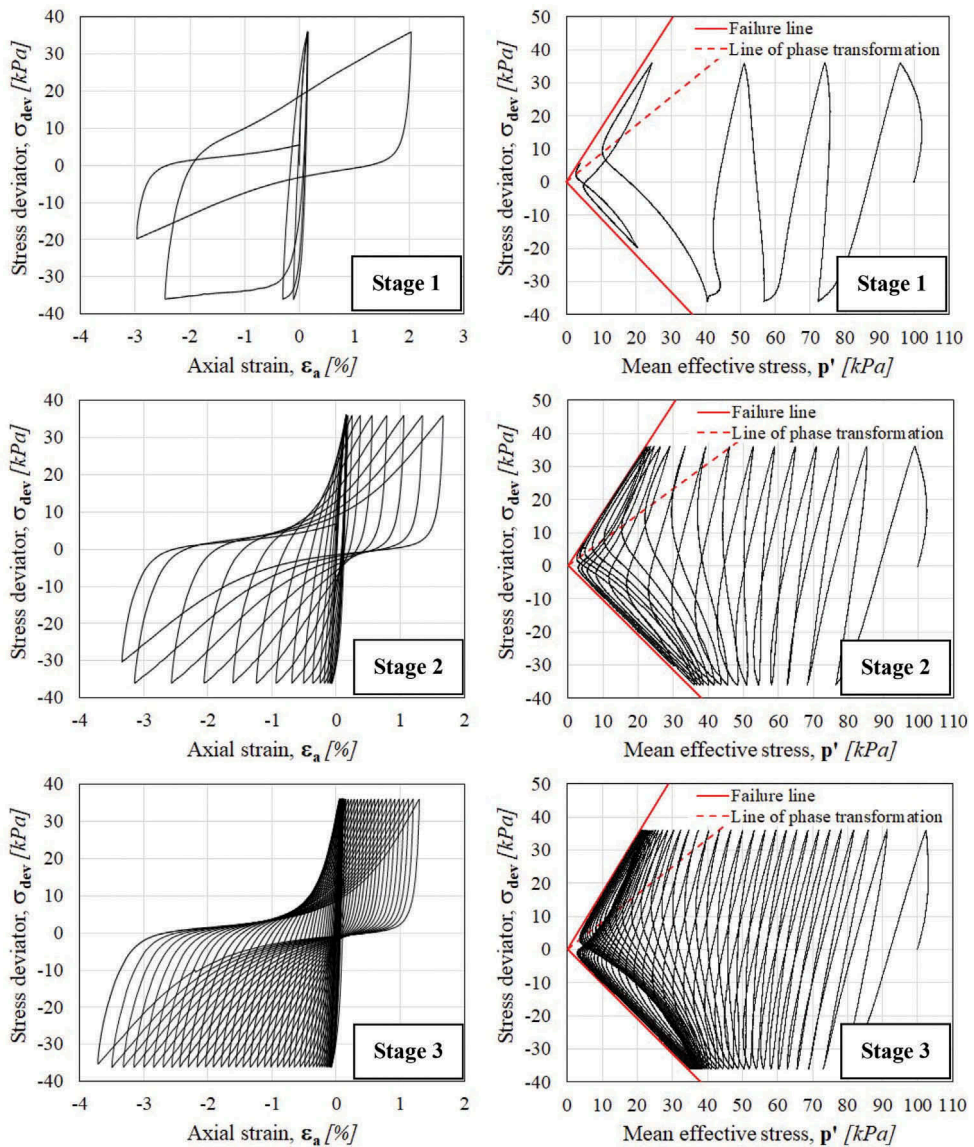 Stress deviator, σdev [kPa]
40
30
20
10
0
-10
-20
-30
-40
-4 -3 -2 -1 0 1 2 3
Axial strain, εa [%]
Stage 1
Stress deviator, σdev [kPa]
50
40
30
20
10
0
-10
-20
-30
-40
0 10 20 30 40 50 60 70 80 90 100 110
Mean effective stress, p' [kPa]
Failure line
Line of phase transformation
Stage 1
Stress deviator, σdev [kPa]
40
30
20
10
0
-10
-20
-30
-40
-4 -3 -2 -1 0 1 2
Axial strain, εa [%]
Stage 2
Stress deviator, σdev [kPa]
50
40
30
20
10
0
-10
-20
-30
-40
0 10 20 30 40 50 60 70 80 90 100 110
Mean effective stress, p' [kPa]
Failure line
Line of phase transformation
Stage 2
Stress deviator, σdev [kPa]
40
30
20
10
0
-10
-20
-30
-40
-4 -3 -2 -1 0 1 2
Axial strain, εa [%]
Stage 3
Stress deviator, σdev [kPa]
50
40
30
20
10
0
-10
-20
-30
-40
0 10 20 30 40 50 60 70 80 90 100 110
Mean effective stress, p' [kPa]
Failure line
Line of phase transformation
Stage 3